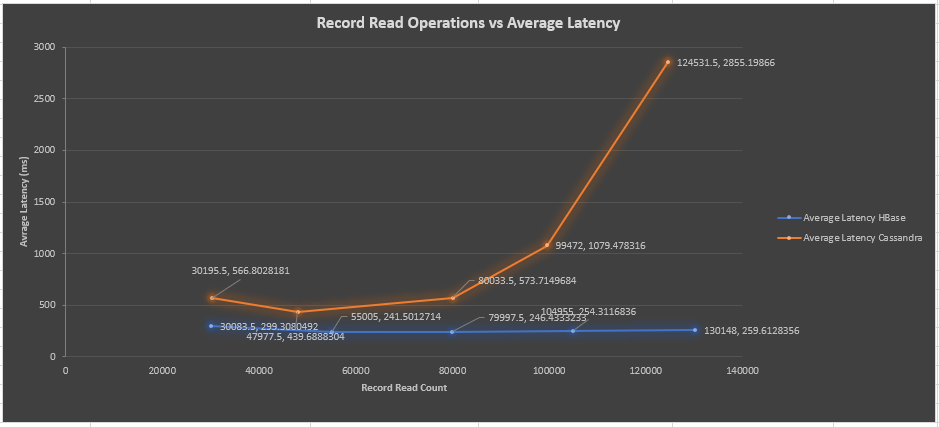 Record Read Operations vs Average Latency
3000
2500
2000
1500
1000
500
0
Avrage Latency (ms)
124531.5, 2855.19866
99472, 1079.478316
80033.5, 573.7149684
30195.5, 566.8028181
47977.5, 439.6888304
30083.5, 299.3080492
55005, 241.5012714
79997.5, 246.4333233
104955, 254.3116836
130148, 259.6128356
0 20000 40000 60000 80000 100000 120000 140000
Record Read Count
Average Latency HBase
Average Latency Cassandra